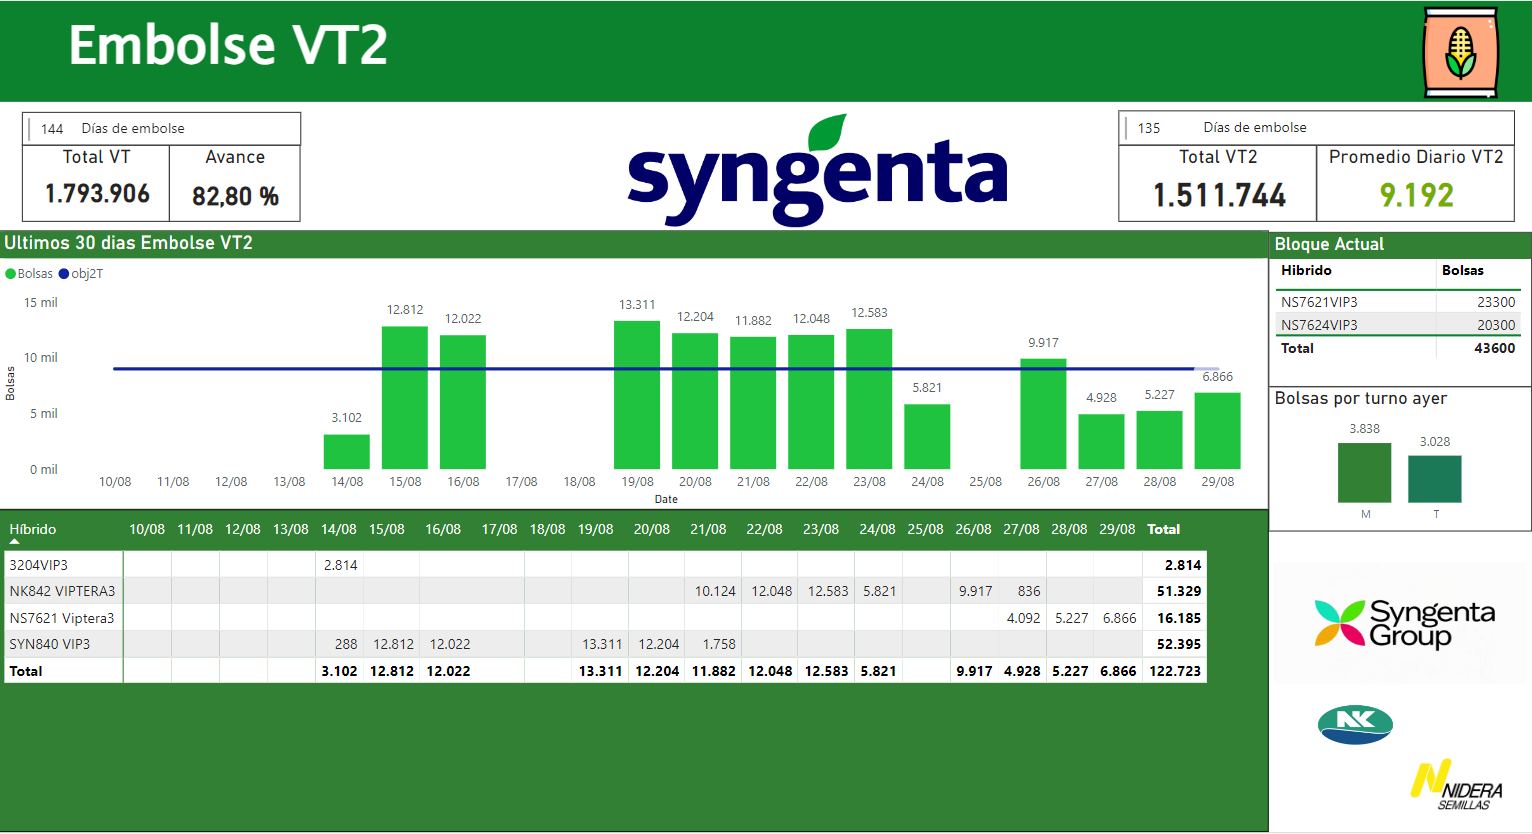 Embolse VT2
144 Días de embolse
Total VT Avance
1.793.906 82,80 %
syngenta
135 Días de embolse
Total VT2 Promedio Diario VT2
1.511.744 9.192
Ultimos 30 dias Embolse VT2
Bolsas obj2T
15 mil
10 mil
5 mil
0 mil
Bolsas
3.102 12.812 12.022 13.311 12.204 11.882 12.048 12.583 5.821 9.917 4.928 5.227 6.866
10/08 11/08 12/08 13/08 14/08 15/08 16/08 17/08 18/08 19/08 20/08 21/08 22/08 23/08 24/08 25/08 26/08 27/08 28/08 29/08
Date
Bloque Actual
Hibrido Bolsas
NS7621VIP3 23300
NS7624VIP3 20300
Total 43600
Bolsas por turno ayer
3.838 3.028
M T
Híbrido 10/08 11/08 12/08 13/08 14/08 15/08 16/08 17/08 18/08 19/08 20/08 21/08 22/08 23/08 24/08 25/08 26/08 27/08 28/08 29/08 Total
3204VIP3 2.814 2.814
NK842 VIPTERA3 10.124 12.048 12.583 5.821 9.917 836 51.329
NS7621 Viptera3 4.092 5.227 6.866 16.185
SYN840 VIP3 288 12.812 12.022 13.311 12.204 1.758 52.395
Total 3.102 12.812 12.022 13.311 12.204 11.882 12.048 12.583 5.821 9.917 4.928 5.227 6.866 122.723
Syngenta
Group
NK
NIDERA
SEMILLAS